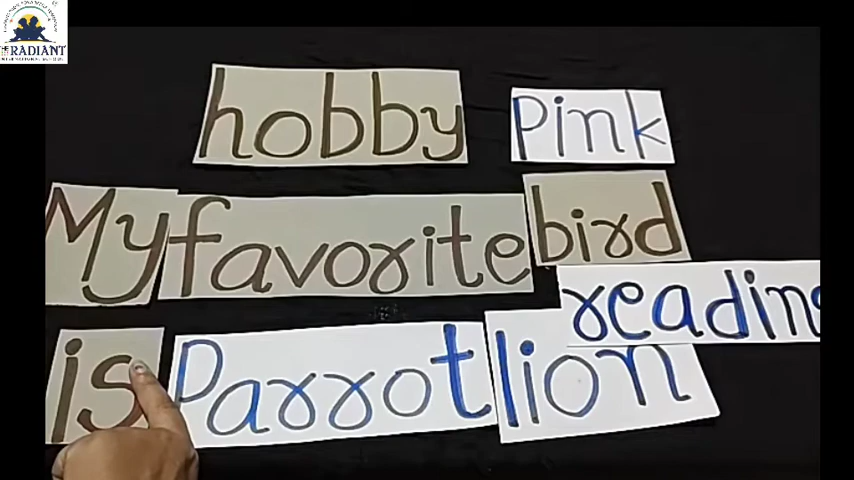 RADIANT
hobby Pink
My favorite bird
reading
is Parrot lion